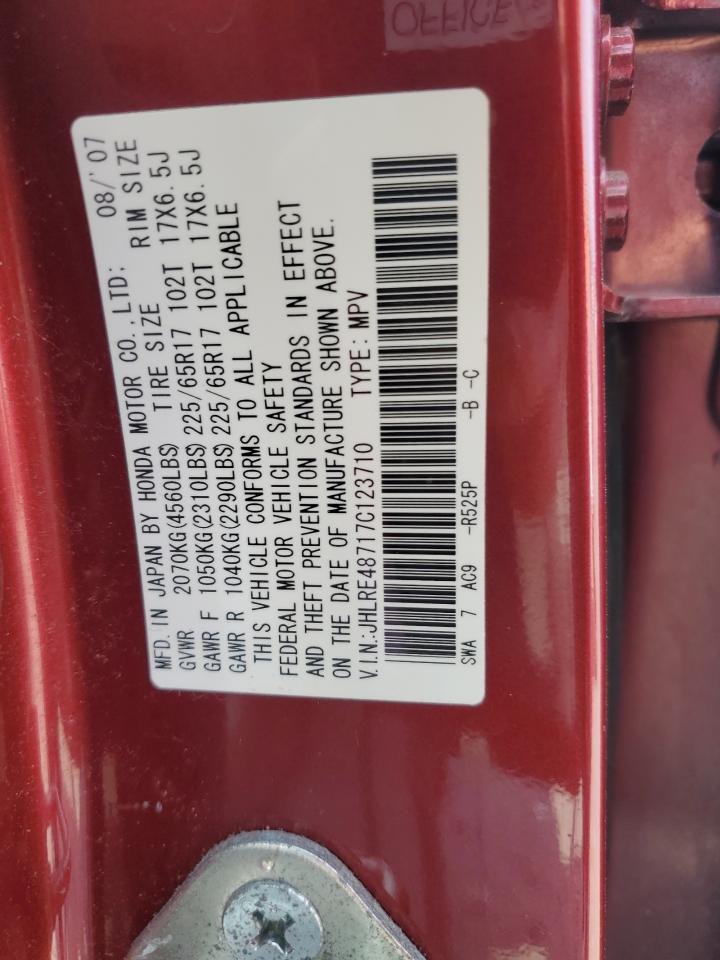 OFFICE
MFD. IN JAPAN BY HONDA MOTOR CO.,LTD: 08/'07
GVWR 2070KG(4560LBS) TIRE SIZE RIM SIZE
GAWR F 1050KG(2310LBS) 225/65R17 102T 17X6.5J
GAWR R 1040KG(2290LBS) 225/65R17 102T 17X6.5J
THIS VEHICLE CONFORMS TO ALL APPLICABLE
FEDERAL MOTOR VEHICLE SAFETY
AND THEFT PREVENTION STANDARDS IN EFFECT
ON THE DATE OF MANUFACTURE SHOWN ABOVE.
V.I.N.:JHLRE48717C123710 TYPE: MPV
SWA 7 AC9 -R525P -B -C